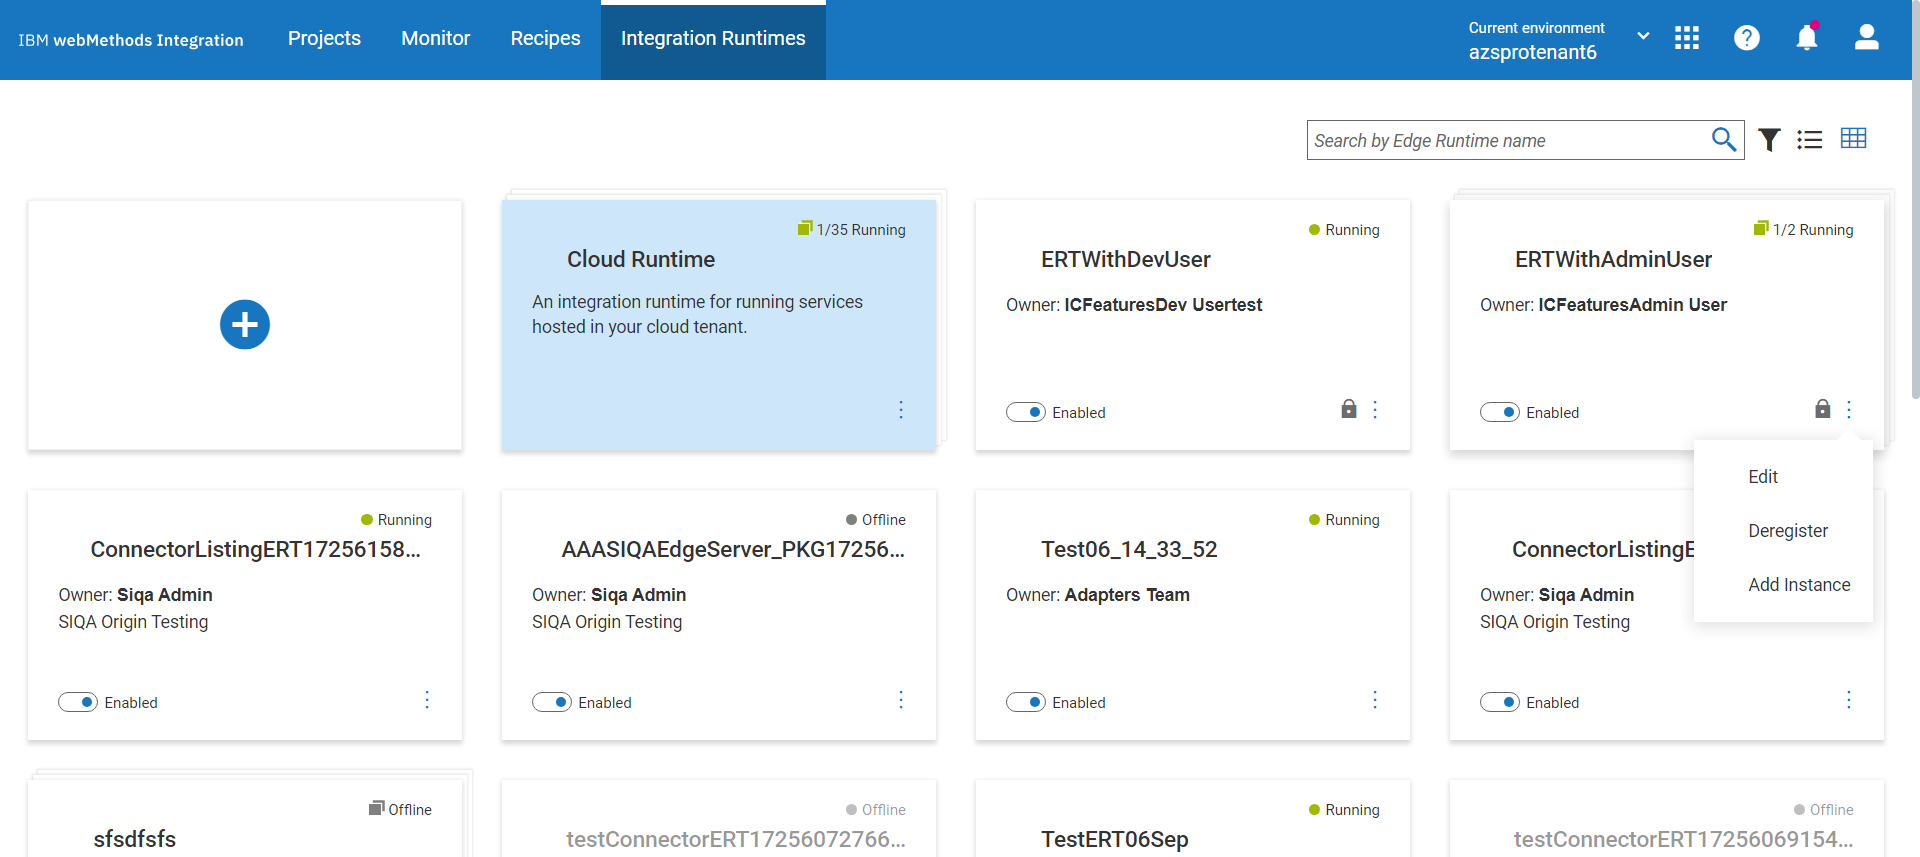 IBM webMethods Integration
Projects
Monitor
Recipes
Integration Runtimes
Current environment
azsprotenant6
Search by Edge Runtime name
1/35 Running
Cloud Runtime
An integration runtime for running services
hosted in your cloud tenant.
Running
ERTWithDevUser
Owner: ICFeaturesDev Usertest
Enabled
1/2 Running
ERTWithAdminUser
Owner: ICFeaturesAdmin User
Enabled
Edit
Deregister
Add Instance
Running
ConnectorListingERT17256158...
Owner: Siqa Admin
SIQA Origin Testing
Enabled
Offline
AAASIQAEdgeServer_PKG17256...
Owner: Siqa Admin
SIQA Origin Testing
Enabled
Running
Test06_14_33_52
Owner: Adapters Team
Enabled
ConnectorListingE
Owner: Siqa Admin
SIQA Origin Testing
Enabled
Offline
sfsdfsfs
Offline
testConnectorERT17256072766...
Running
TestERT06Sep
Offline
testConnectorERT17256069154...